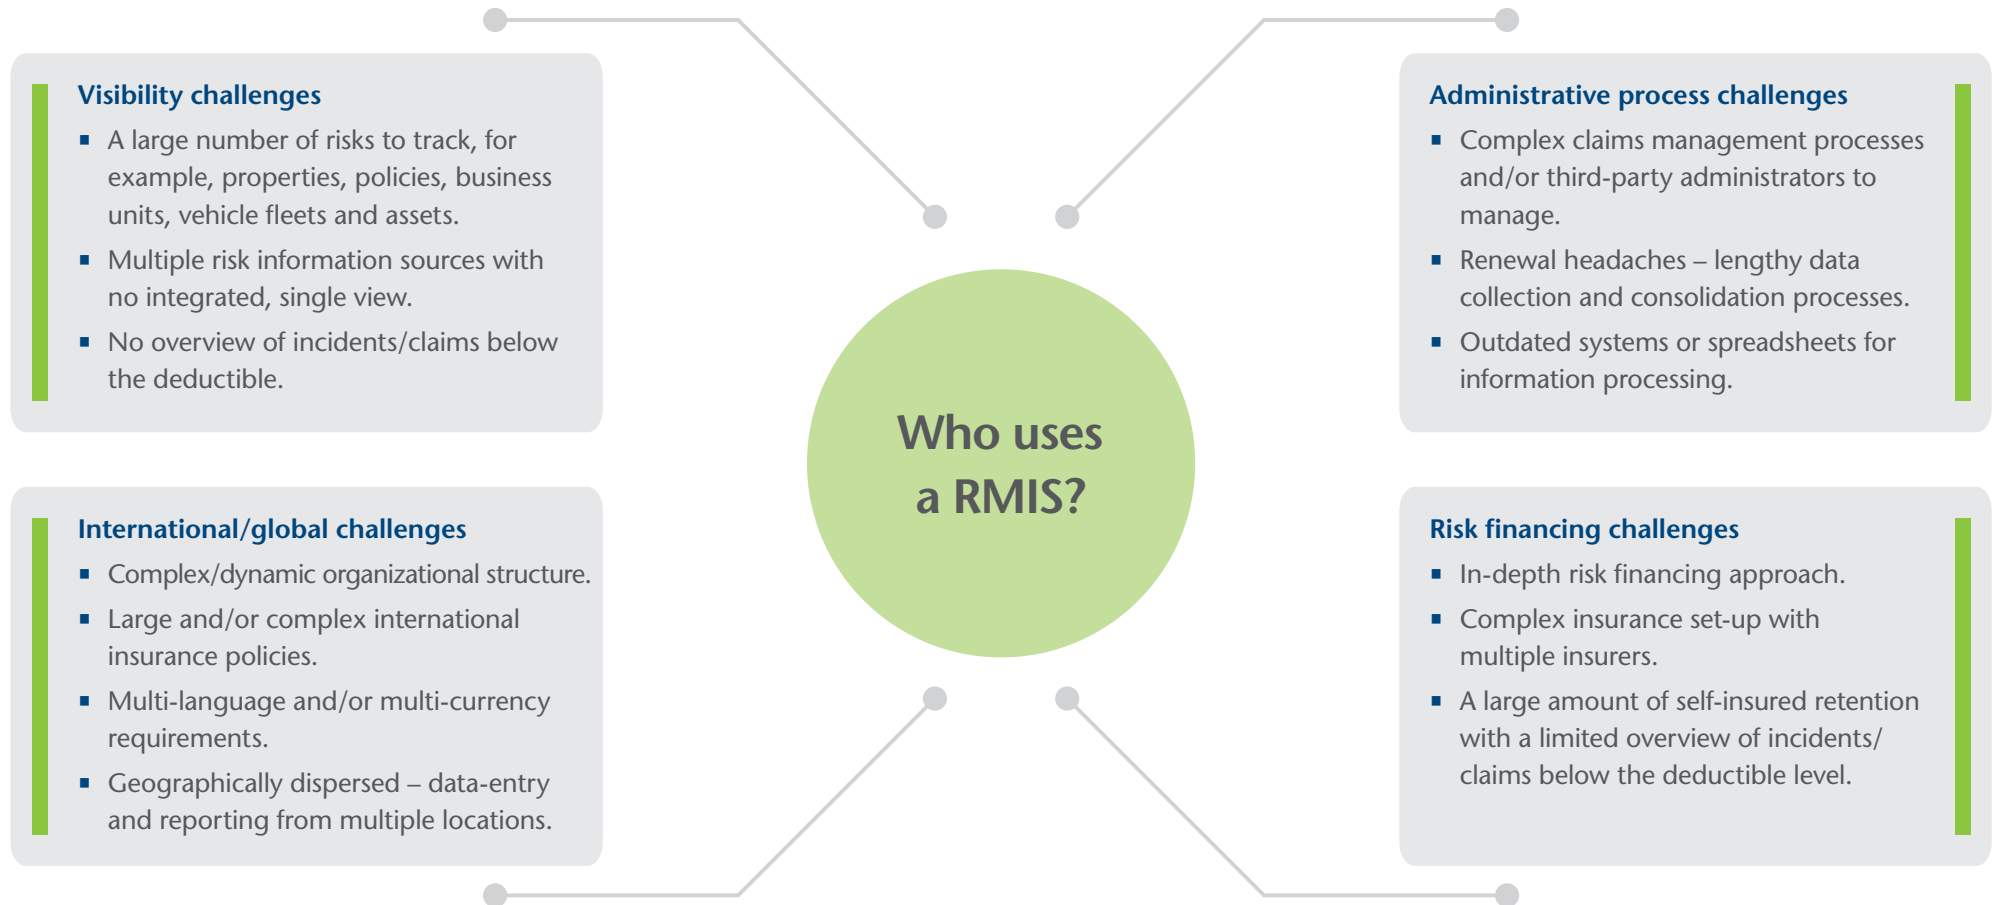 Visibility challenges
▪ A large number of risks to track, for
example, properties, policies, business
units, vehicle fleets and assets.
▪ Multiple risk information sources with
no integrated, single view.
▪ No overview of incidents/claims below
the deductible.
Administrative process challenges
▪ Complex claims management processes
and/or third-party administrators to
manage.
▪ Renewal headaches – lengthy data
collection and consolidation processes.
▪ Outdated systems or spreadsheets for
information processing.
Who uses
a RMIS?
International/global challenges
▪ Complex/dynamic organizational structure.
▪ Large and/or complex international
insurance policies.
▪ Multi-language and/or multi-currency
requirements.
▪ Geographically dispersed – data-entry
and reporting from multiple locations.
Risk financing challenges
▪ In-depth risk financing approach.
▪ Complex insurance set-up with
multiple insurers.
▪ A large amount of self-insured retention
with a limited overview of incidents/
claims below the deductible level.